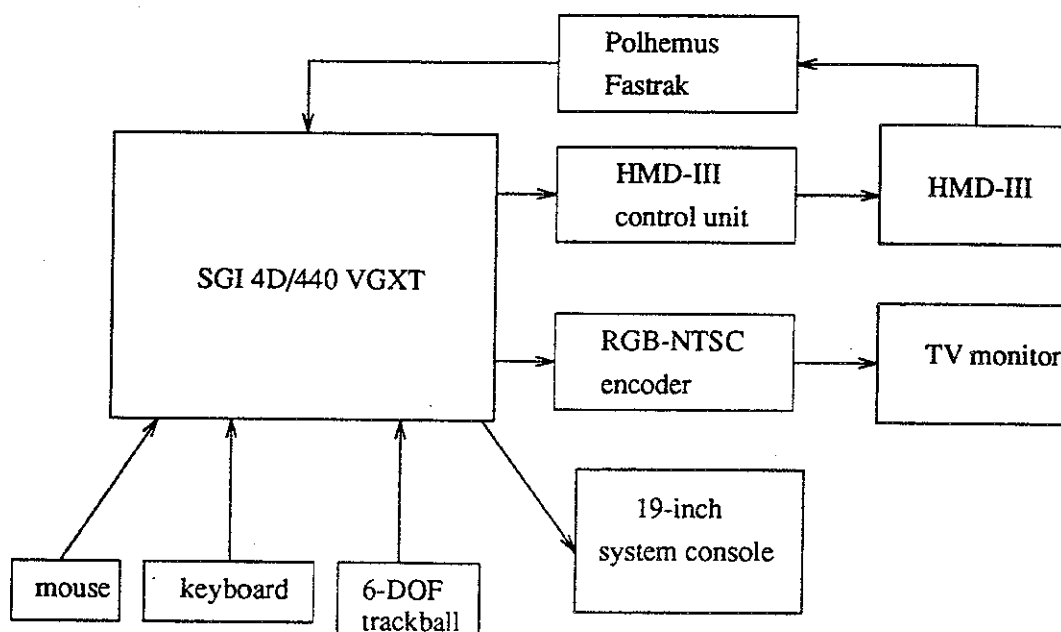 Polhemus
Fastrak
HMD-III
control unit
HMD-III
SGI 4D/440 VGXT
RGB-NTSC
encoder
TV monitor
19-inch
system console
mouse
keyboard
6-DOF
trackball